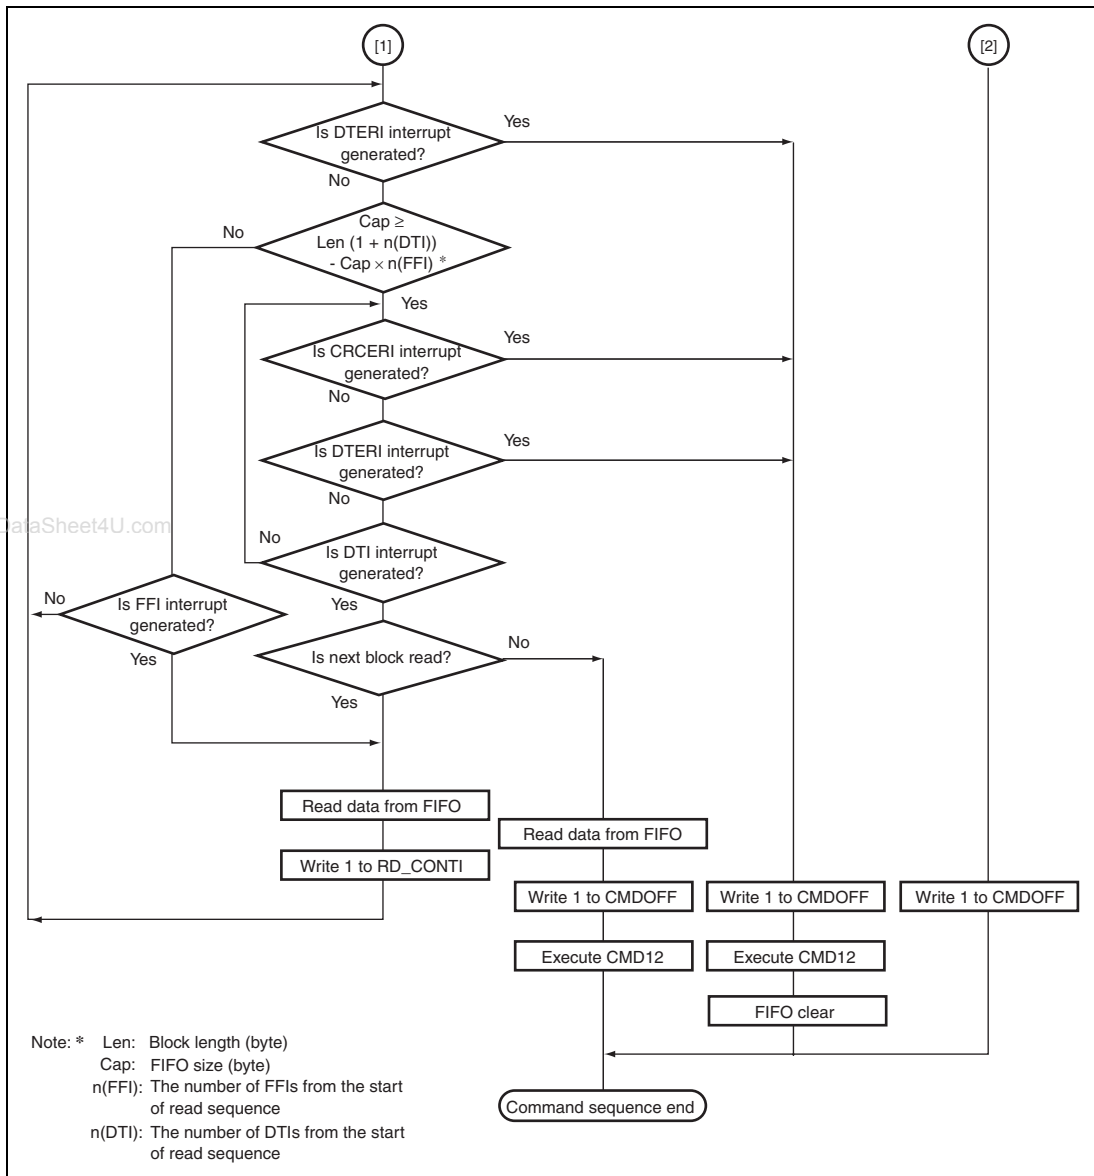 [1]
[2]
Is DTERI interrupt
generated?
Yes
No
Cap ≥
Len (1 + n(DTI))
- Cap × n(FFI) *
No
Yes
Is CRCERI interrupt
generated?
Yes
No
Is DTERI interrupt
generated?
Yes
No
DataSheet4U.com
Is DTI interrupt
generated?
No
Yes
Is FFI interrupt
generated?
No
Yes
Is next block read?
No
Yes
Read data from FIFO
Write 1 to RD_CONTI
Read data from FIFO
Write 1 to CMDOFF
Execute CMD12
Write 1 to CMDOFF
Execute CMD12
FIFO clear
Write 1 to CMDOFF
Command sequence end
Note: * Len: Block length (byte)
Cap: FIFO size (byte)
n(FFI): The number of FFIs from the start
of read sequence
n(DTI): The number of DTIs from the start
of read sequence